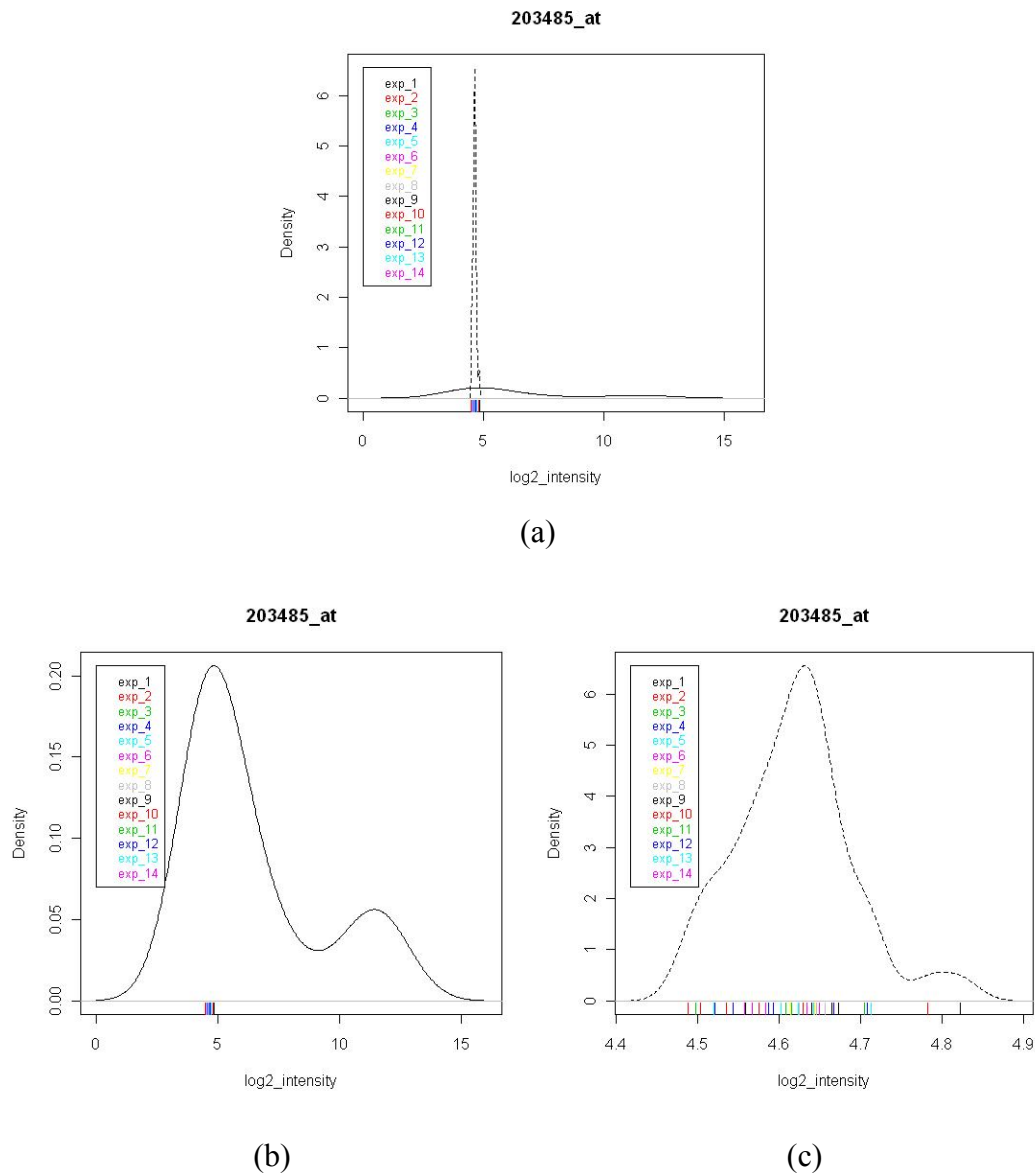 203485_at
exp_1
exp_2
exp_3
exp_4
exp_5
exp_6
exp_7
exp_8
exp_9
exp_10
exp_11
exp_12
exp_13
exp_14
Density
6
5
4
3
2
1
0
0 5 10 15
log2_intensity
(a)
203485_at
exp_1
exp_2
exp_3
exp_4
exp_5
exp_6
exp_7
exp_8
exp_9
exp_10
exp_11
exp_12
exp_13
exp_14
Density
0.20
0.15
0.10
0.05
0.00
0 5 10 15
log2_intensity
(b)
203485_at
exp_1
exp_2
exp_3
exp_4
exp_5
exp_6
exp_7
exp_8
exp_9
exp_10
exp_11
exp_12
exp_13
exp_14
Density
6
5
4
3
2
1
0
4.4 4.5 4.6 4.7 4.8 4.9
log2_intensity
(c)